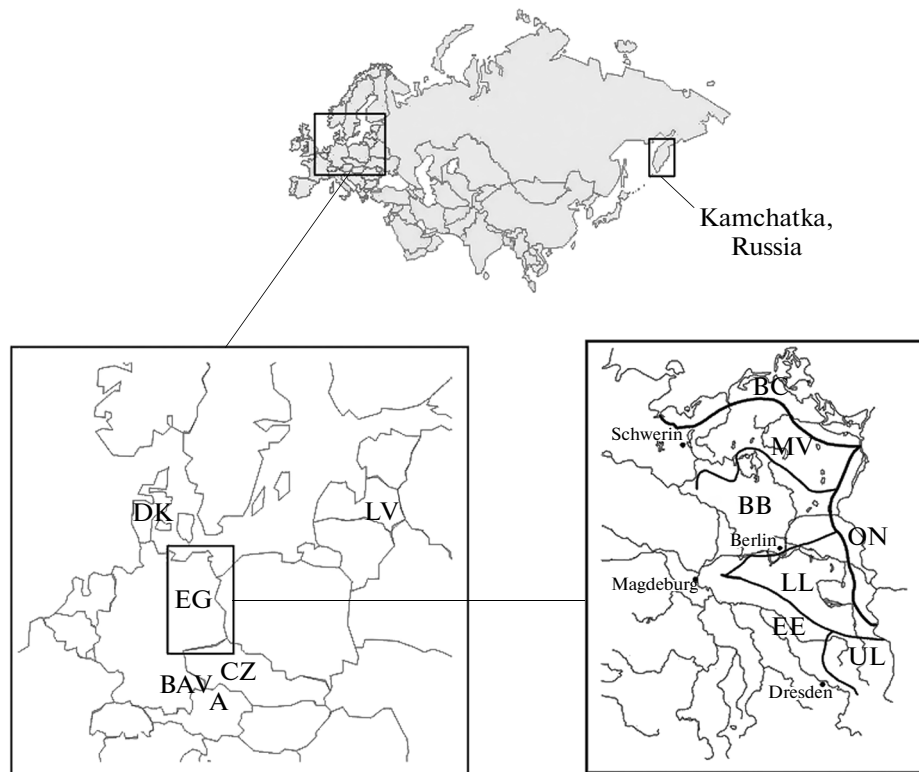 Kamchatka,
Russia
DK
LV
EG
CZ
BAV
A
BC
Schwerin
MV
BB
Berlin
ON
Magdeburg
LL
EE
UL
Dresden